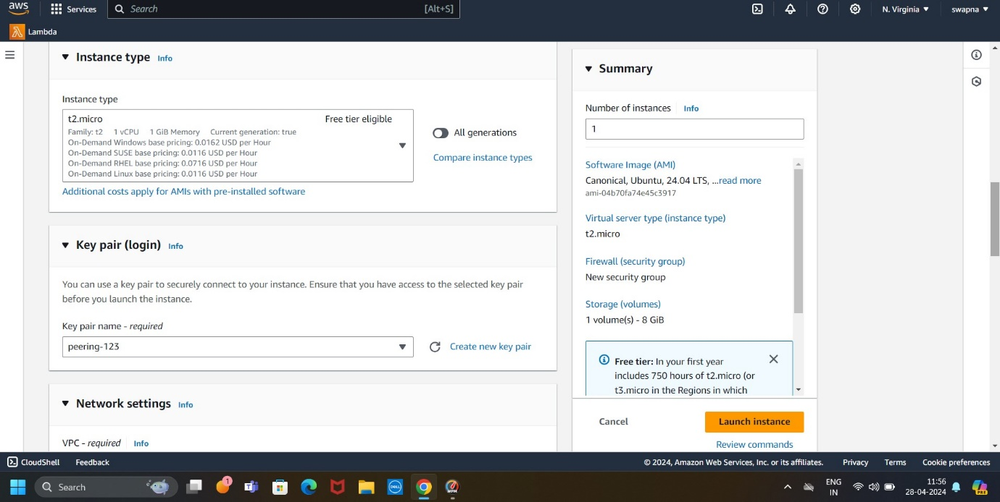 aws
Services
Search
[Alt+S]
N. Virginia
swapna
Lambda
Instance type Info
Instance type
t2.micro Free tier eligible
Family: t2 1 vCPU 1 GiB Memory Current generation: true
On-Demand Windows base pricing: 0.0162 USD per Hour
On-Demand SUSE base pricing: 0.0116 USD per Hour
On-Demand RHEL base pricing: 0.0716 USD per Hour
On-Demand Linux base pricing: 0.0116 USD per Hour
All generations
Compare instance types
Additional costs apply for AMIs with pre-installed software
Key pair (login) Info
You can use a key pair to securely connect to your instance. Ensure that you have access to the selected key pair
before you launch the instance.
Key pair name - required
peering-123
Create new key pair
Network settings Info
VPC - required Info
Summary
Number of instances Info
1
Software Image (AMI)
Canonical, Ubuntu, 24.04 LTS, ...read more
ami-04b70fa74e45c3917
Virtual server type (instance type)
t2.micro
Firewall (security group)
New security group
Storage (volumes)
1 volume(s) - 8 GiB
Free tier: In your first year
includes 750 hours of t2.micro (or
t3.micro in the Regions in which
Cancel
Launch instance
Review commands
CloudShell Feedback
© 2024, Amazon Web Services, Inc. or its affiliates. Privacy Terms Cookie preferences
Search
1
DELL
ENG
IN
11:56
28-04-2024
PRE